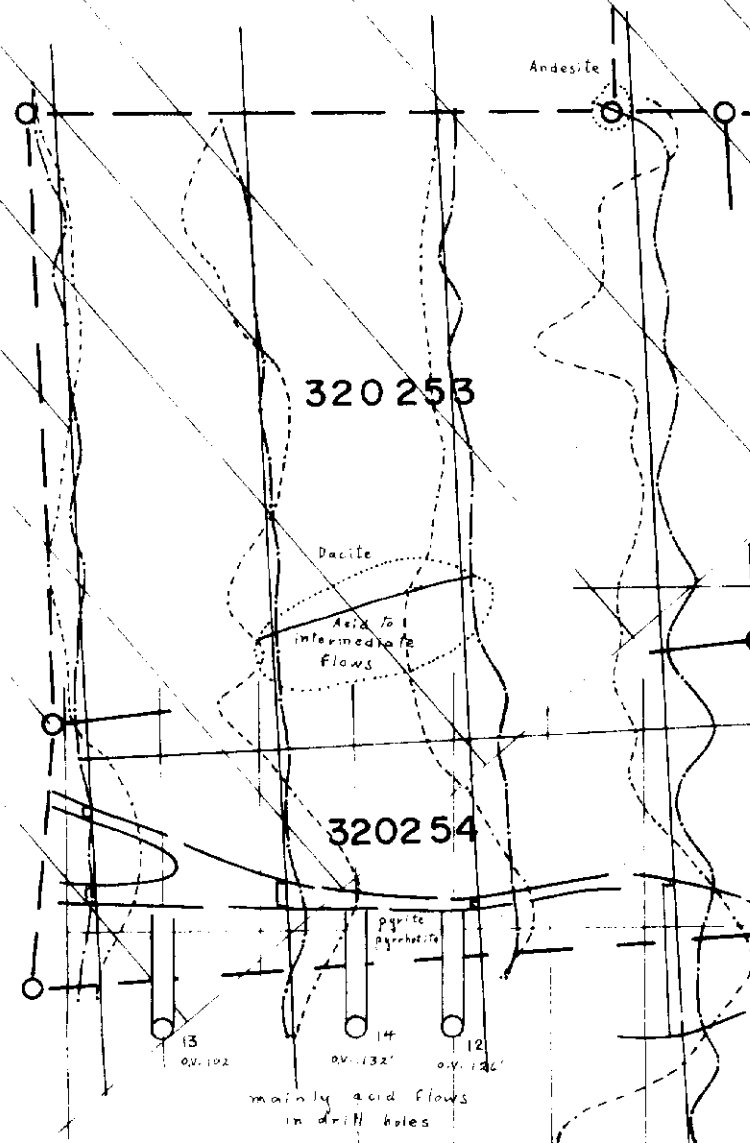 Andesite
320253
Dacite
Acid to
intermediate
flows
320254
pyrite
pyrrhotite
13
O.V. 102
14
O.V. 132'
12
O.V. 126'
mainly acid flows
in drill holes